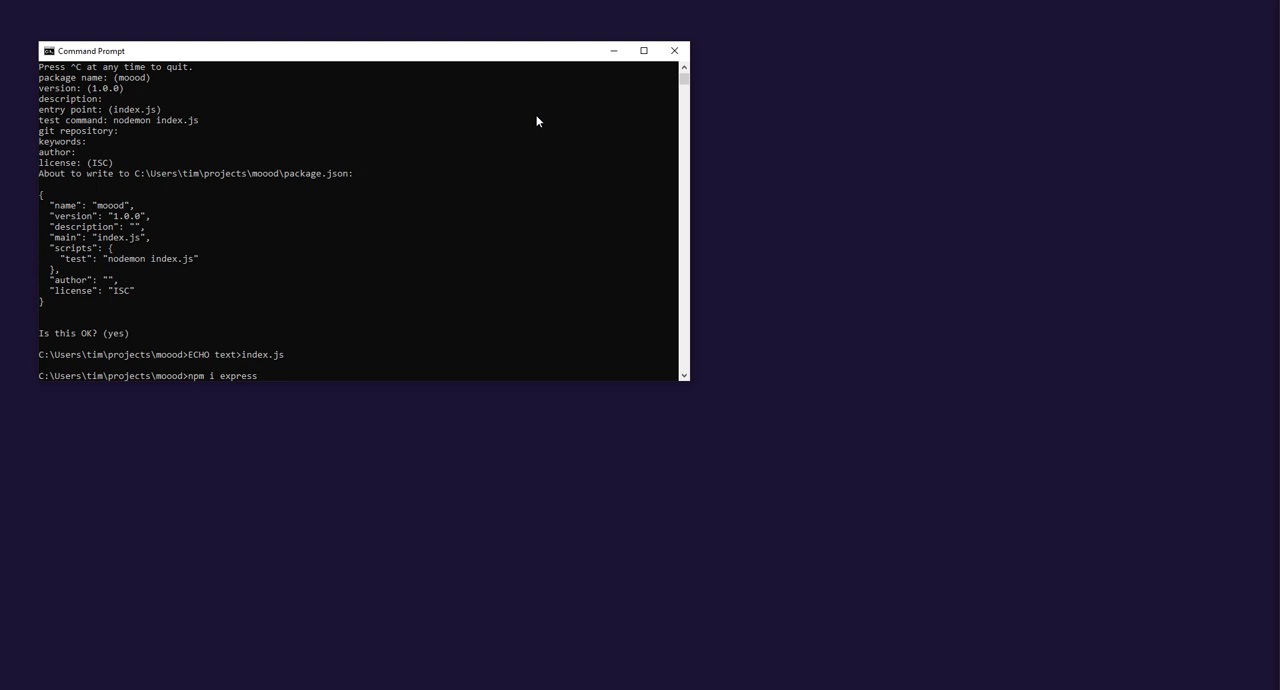 Command Prompt
Press ^C at any time to quit.
package name: (moood)
version: (1.0.0)
description:
entry point: (index.js)
test command: nodemon index.js
git repository:
keywords:
author:
license: (ISC)
About to write to C:\Users\tim\projects\moood\package.json:
{
"name": "moood",
"version": "1.0.0",
"description": "",
"main": "index.js",
"scripts": {
"test": "nodemon index.js"
},
"author": "",
"license": "ISC"
}
Is this OK? (yes)
C:\Users\tim\projects\moood>ECHO text>index.js
C:\Users\tim\projects\moood>npm i express